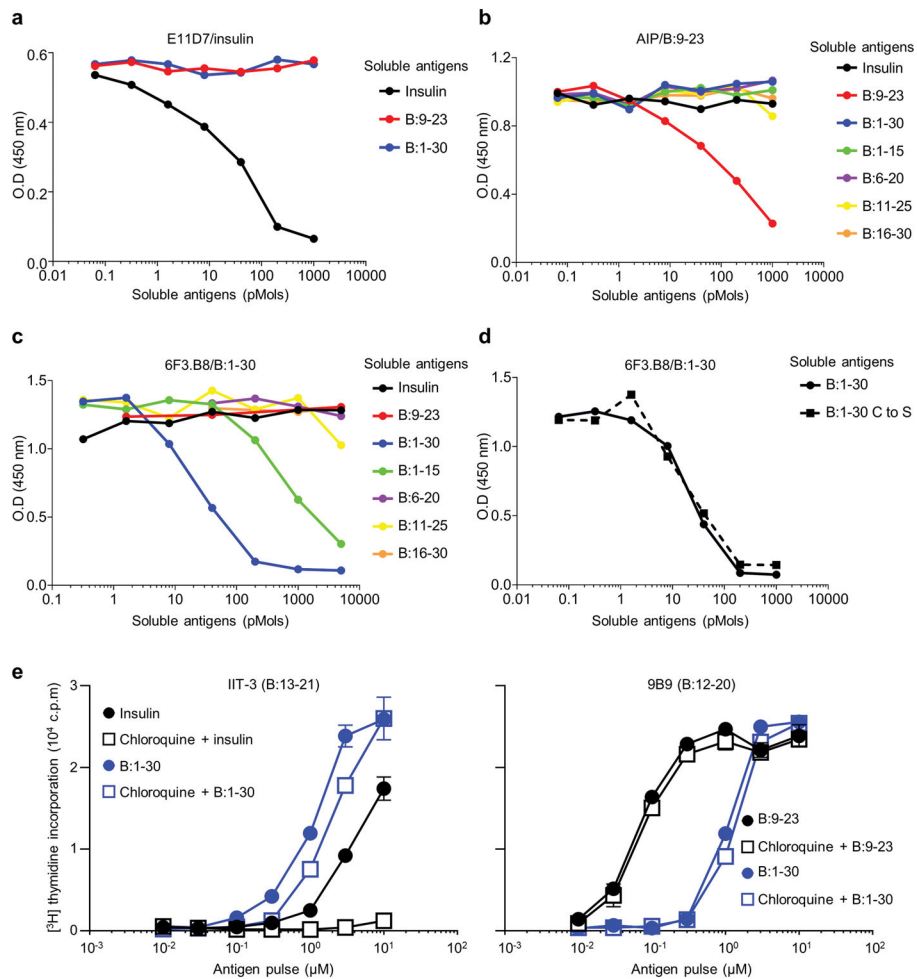 a
E11D7/insulin
O.D (450 nm)
0.6
0.4
0.2
0.0
0.01 0.1 1 10 100 1000 10000
Soluble antigens (pMols)
Soluble antigens
Insulin
B:9-23
B:1-30
b
AIP/B:9-23
O.D (450 nm)
1.2
0.8
0.4
0.0
0.01 0.1 1 10 100 1000 10000
Soluble antigens (pMols)
Soluble antigens
Insulin
B:9-23
B:1-30
B:1-15
B:6-20
B:11-25
B:16-30
c
6F3.B8/B:1-30
O.D (450 nm)
1.5
1.0
0.5
0.0
0.1 1 10 100 1000 10000
Soluble antigens (pMols)
Soluble antigens
Insulin
B:9-23
B:1-30
B:1-15
B:6-20
B:11-25
B:16-30
d
6F3.B8/B:1-30
O.D (450 nm)
1.5
1.0
0.5
0.0
0.01 0.1 1 10 100 1000 10000
Soluble antigens (pMols)
Soluble antigens
B:1-30
B:1-30 C to S
e
IIT-3 (B:13-21)
[³H] thymidine incorporation (10⁴ c.p.m)
3
2
1
0
Insulin
Chloroquine + insulin
B:1-30
Chloroquine + B:1-30
10⁻³ 10⁻² 10⁻¹ 10⁰ 10¹ 10²
Antigen pulse (µM)
9B9 (B:12-20)
B:9-23
Chloroquine + B:9-23
B:1-30
Chloroquine + B:1-30
10⁻³ 10⁻² 10⁻¹ 10⁰ 10¹ 10²
Antigen pulse (µM)